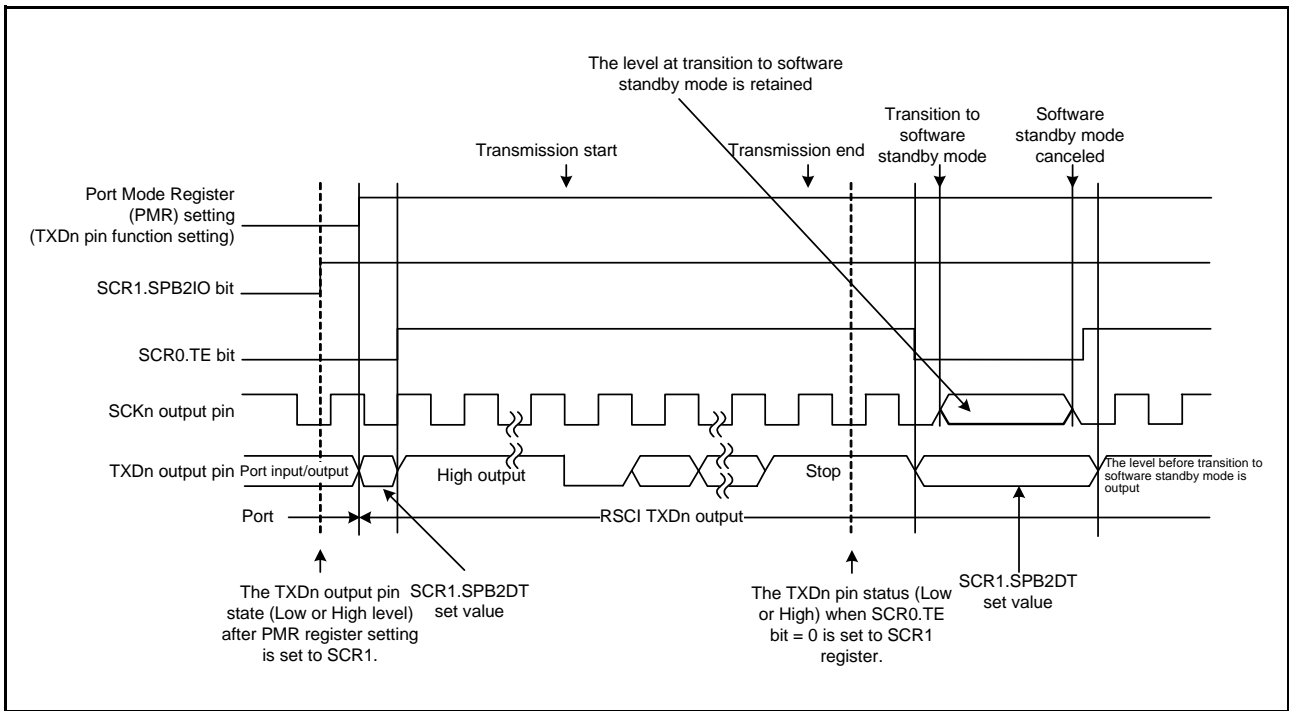 The level at transition to software
standby mode is retained
Transition to
software
standby mode
Software
standby mode
canceled
Transmission start
Transmission end
Port Mode Register
(PMR) setting
(TXDn pin function setting)
SCR1.SPB2IO bit
SCR0.TE bit
SCKn output pin
TXDn output pin
Port input/output
High output
Stop
The level before transition to
software standby mode is
output
Port
RSCI TXDn output
The TXDn output pin
state (Low or High level)
after PMR register setting
is set to SCR1.
SCR1.SPB2DT
set value
The TXDn pin status (Low
or High) when SCR0.TE
bit = 0 is set to SCR1
register.
SCR1.SPB2DT
set value